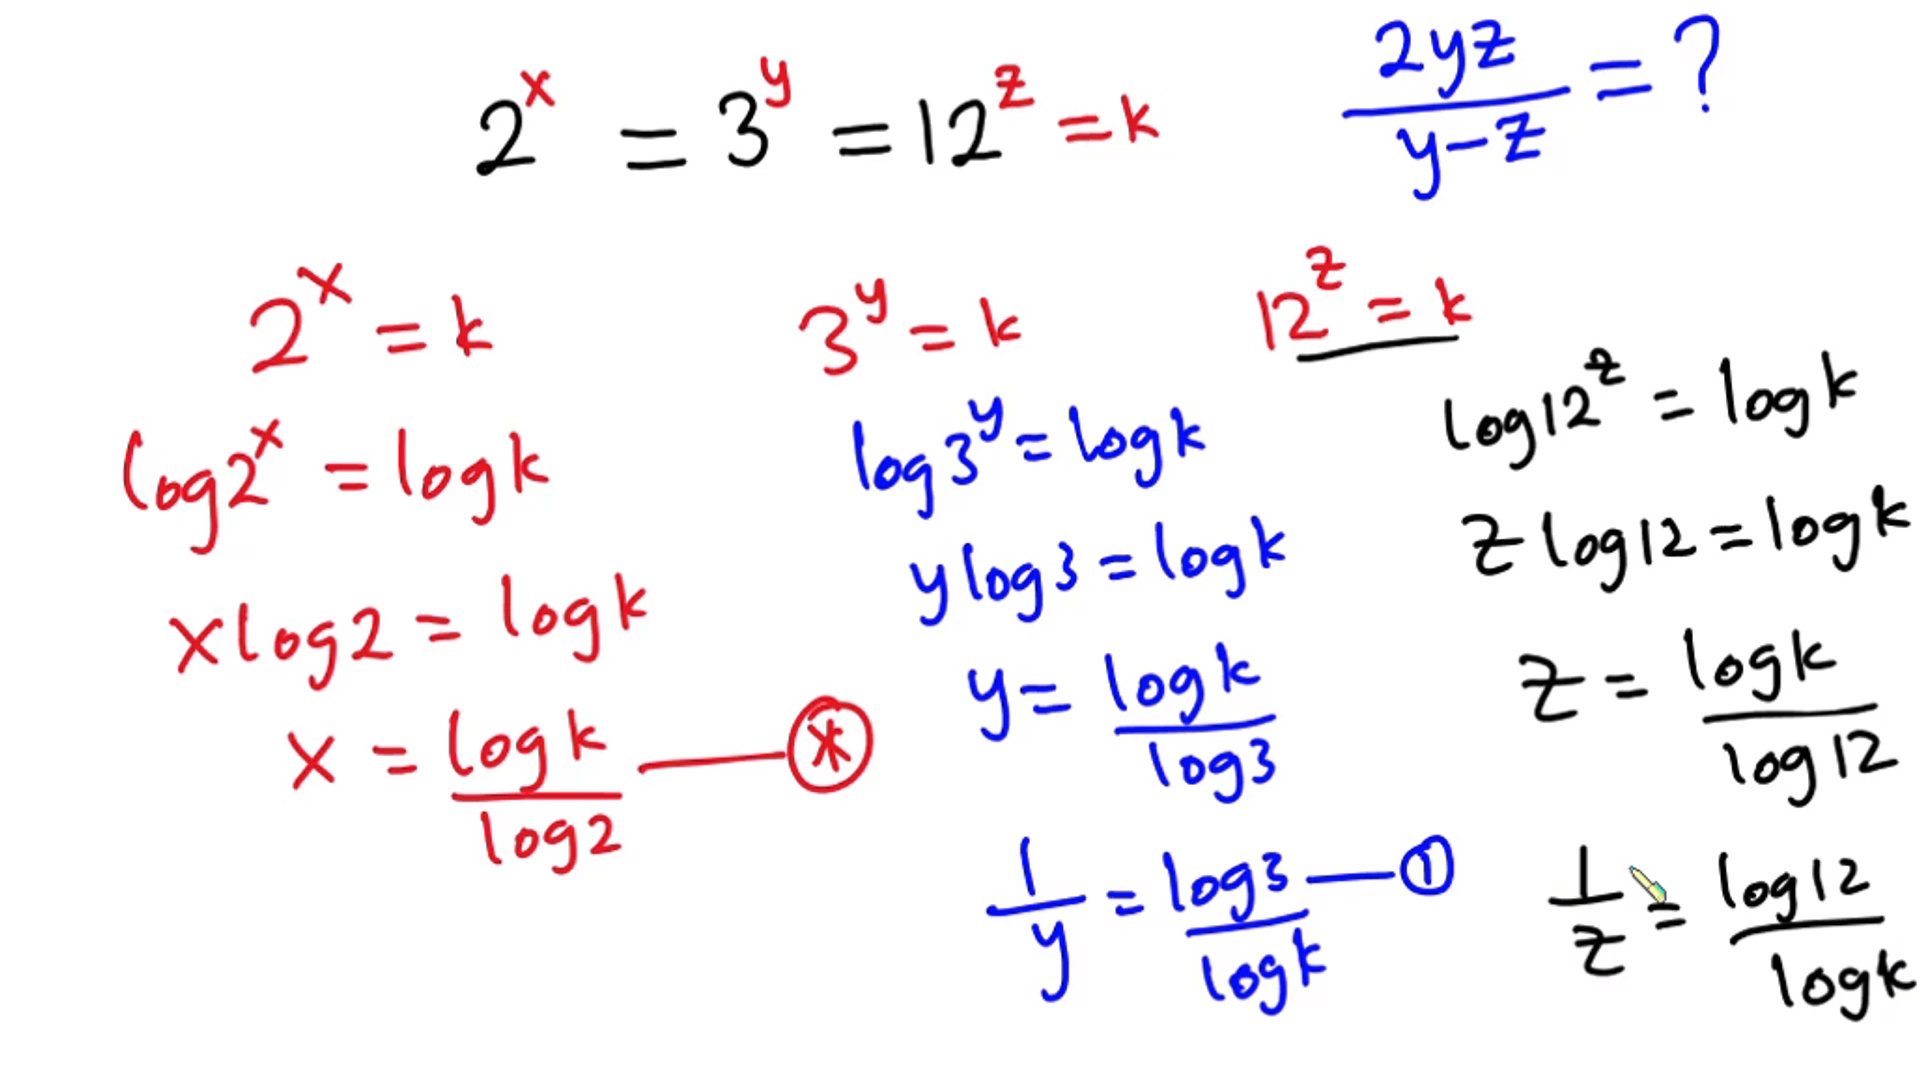 2^x = 3^y = 12^z = k
2yz/(y-z) = ?
2^x = k
log2^x = logk
xlog2 = logk
x = logk/log2 —— ⊛
3^y = k
log3^y = logk
ylog3 = logk
y = logk/log3
1/y = log3/logk —— ①
12^z = k
log12^z = logk
zlog12 = logk
z = logk/log12
1/z = log12/logk